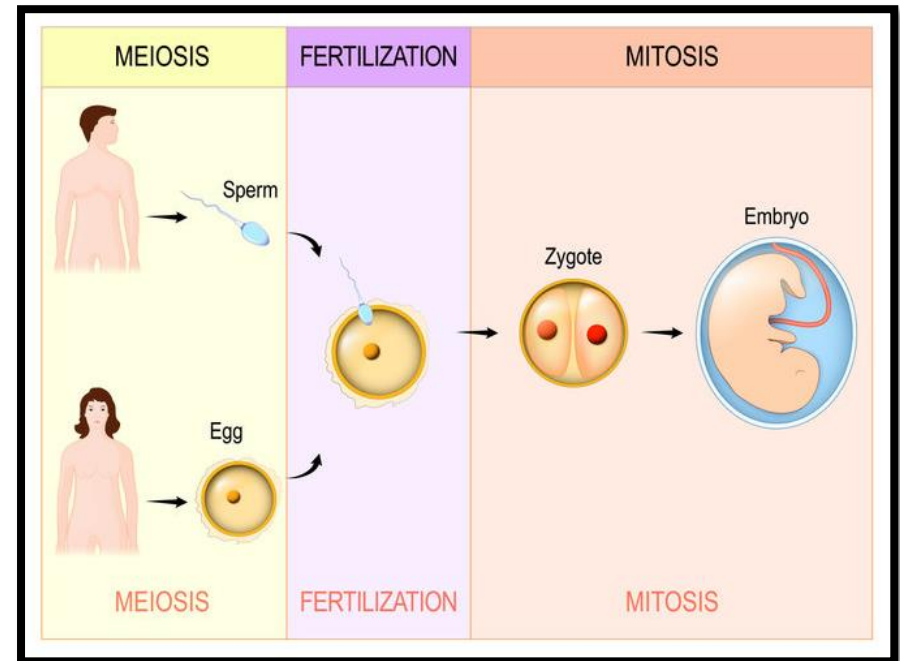 MEIOSIS
FERTILIZATION
MITOSIS
Sperm
Egg
Zygote
Embryo
MEIOSIS
FERTILIZATION
MITOSIS